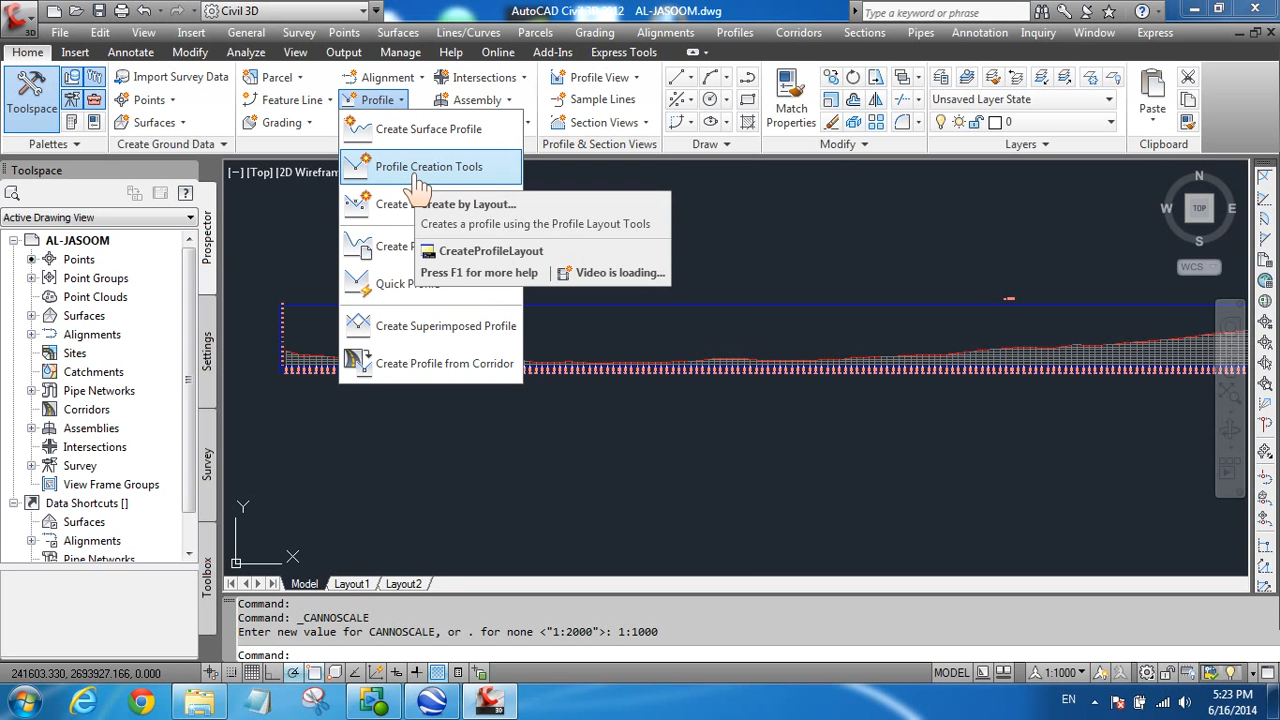 3D
Civil 3D
AutoCAD Civil 3D 2012 AL-JASOOM.dwg
Type a keyword or phrase
File Edit View Insert General Survey Points Surfaces Lines/Curves Parcels Grading Alignments Profiles Corridors Sections Pipes Annotation Inquiry Window Express
Home Insert Annotate Modify Analyze View Output Manage Help Online Add-Ins Express Tools
Toolspace
Import Survey Data
Points
Surfaces
Parcel
Feature Line
Grading
Alignment
Profile
Intersections
Assembly
Profile View
Sample Lines
Section Views
Match
Properties
Unsaved Layer State
0
Paste
Palettes
Create Ground Data
Profile & Section Views
Draw
Modify
Layers
Clipboard
Create Surface Profile
Profile Creation Tools
Create
Create by Layout...
Creates a profile using the Profile Layout Tools
CreateProfileLayout
Press F1 for more help
Video is loading...
Quick Profile
Create Superimposed Profile
Create Profile from Corridor
Toolspace
Active Drawing View
AL-JASOOM
Points
Point Groups
Point Clouds
Surfaces
Alignments
Sites
Catchments
Pipe Networks
Corridors
Assemblies
Intersections
Survey
View Frame Groups
Data Shortcuts []
Surfaces
Alignments
Pipe Networks
Prospector
Settings
Survey
Toolbox
[−] [Top] [2D Wirefram
N
W TOP E
S
WCS
Y
X
Model Layout1 Layout2
Command:
Command: _CANNOSCALE
Enter new value for CANNOSCALE, or . for none <"1:2000">: 1:1000
Command:
241603.330, 2693927.166, 0.000
MODEL
1:1000
EN
5:23 PM
6/16/2014